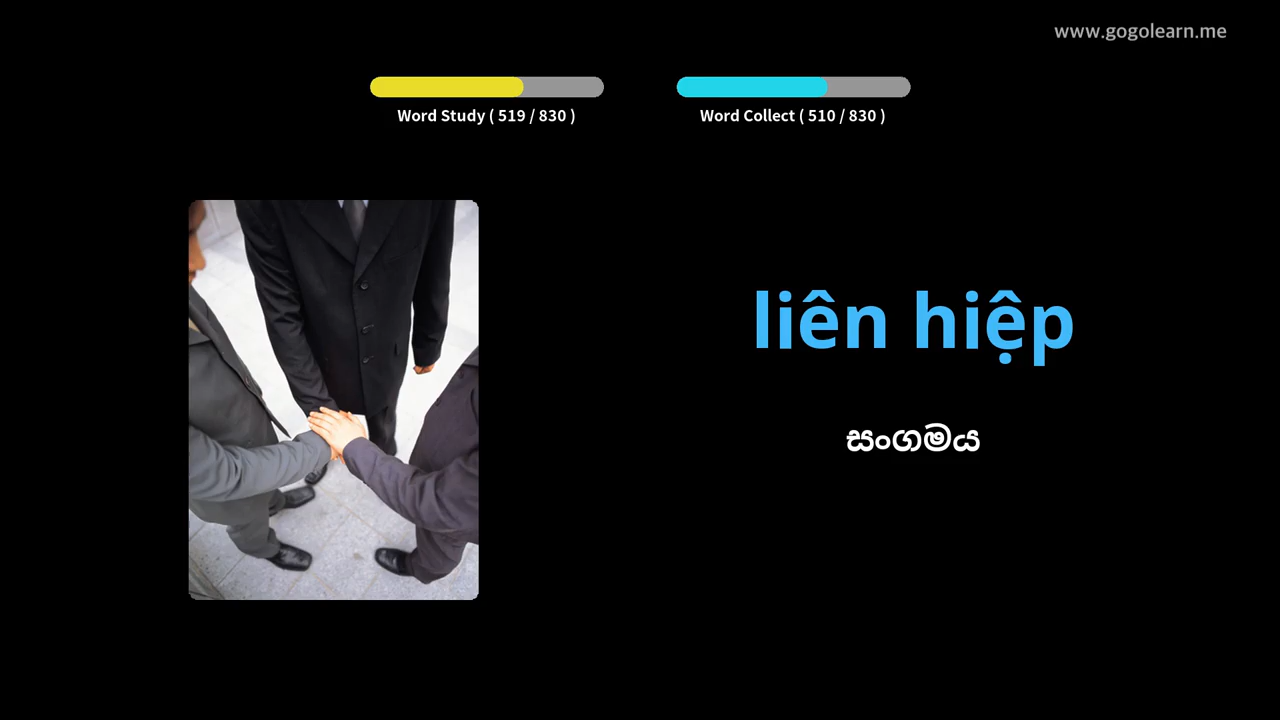 www.gogolearn.me
Word Study ( 519 / 830 )
Word Collect ( 510 / 830 )
liên hiệp
සංගමය